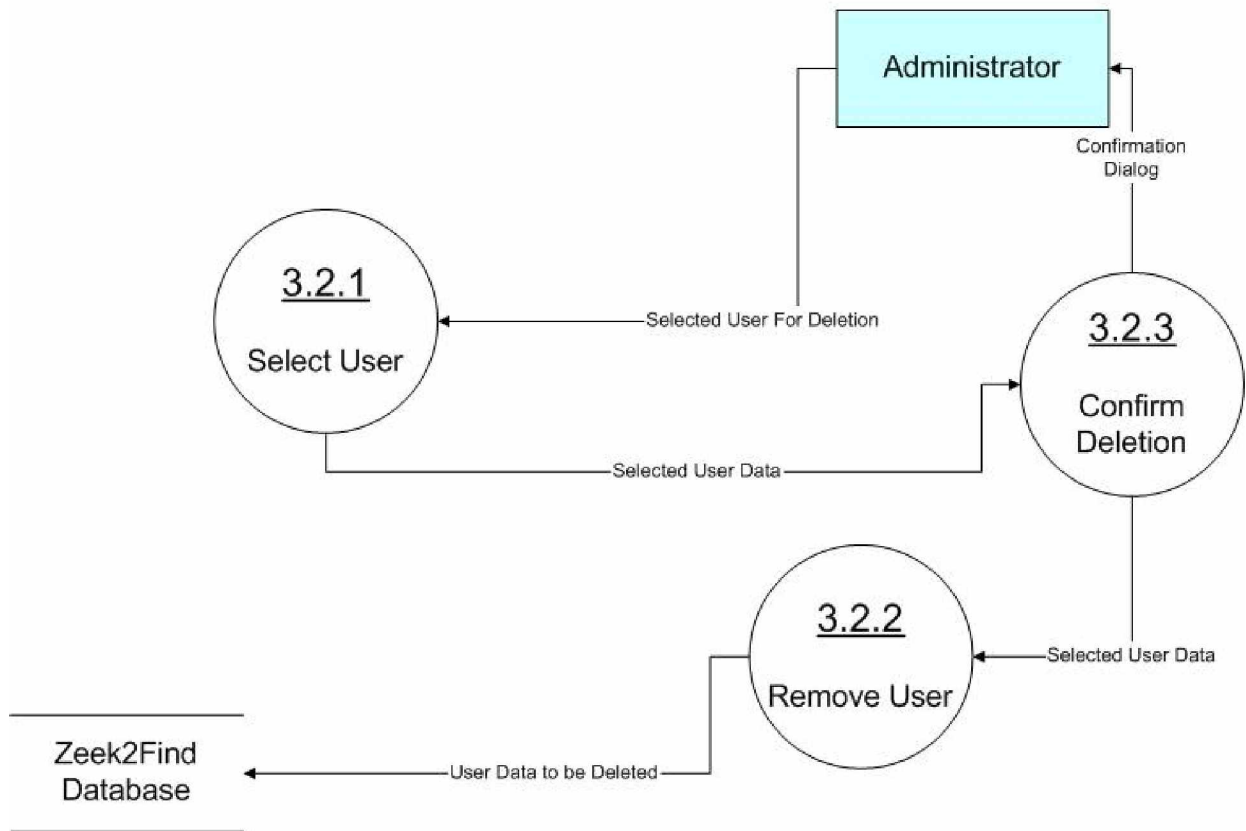 Administrator
Confirmation
Dialog
3.2.1
Select User
Selected User For Deletion
3.2.3
Confirm
Deletion
Selected User Data
3.2.2
Remove User
Selected User Data
Zeek2Find
Database
User Data to be Deleted